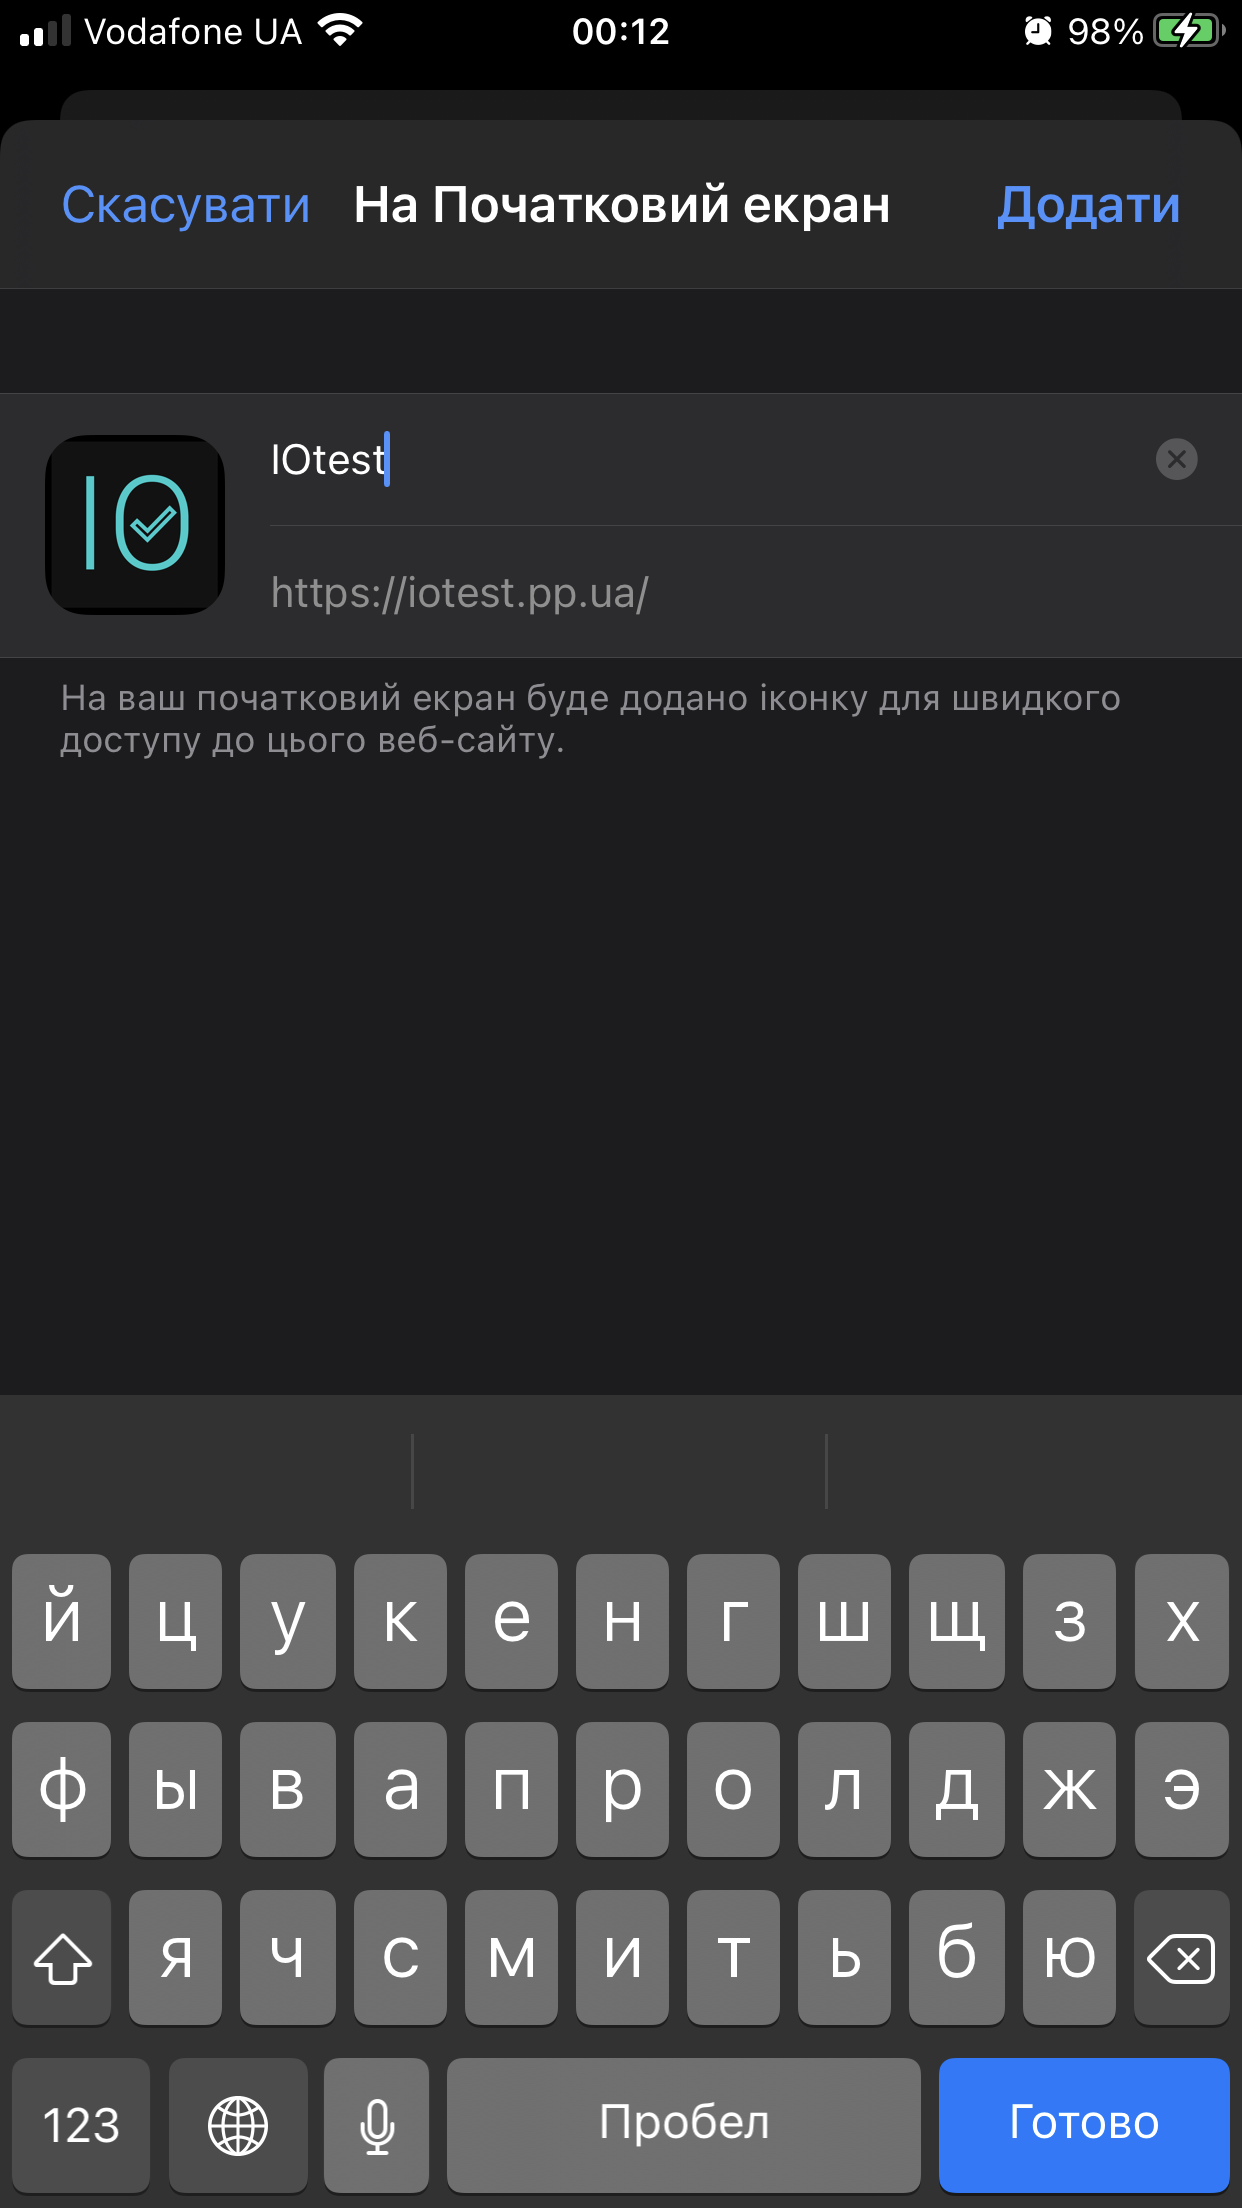 Vodafone UA 00:12 98%
Скасувати На Початковий екран Додати
IO
IOtest
https://iotest.pp.ua/
На ваш початковий екран буде додано іконку для швидкого
доступу до цього веб-сайту.
й ц у к е н г ш щ з х
ф ы в а п р о л д ж э
я ч с м и т ь б ю
123 Пробел Готово